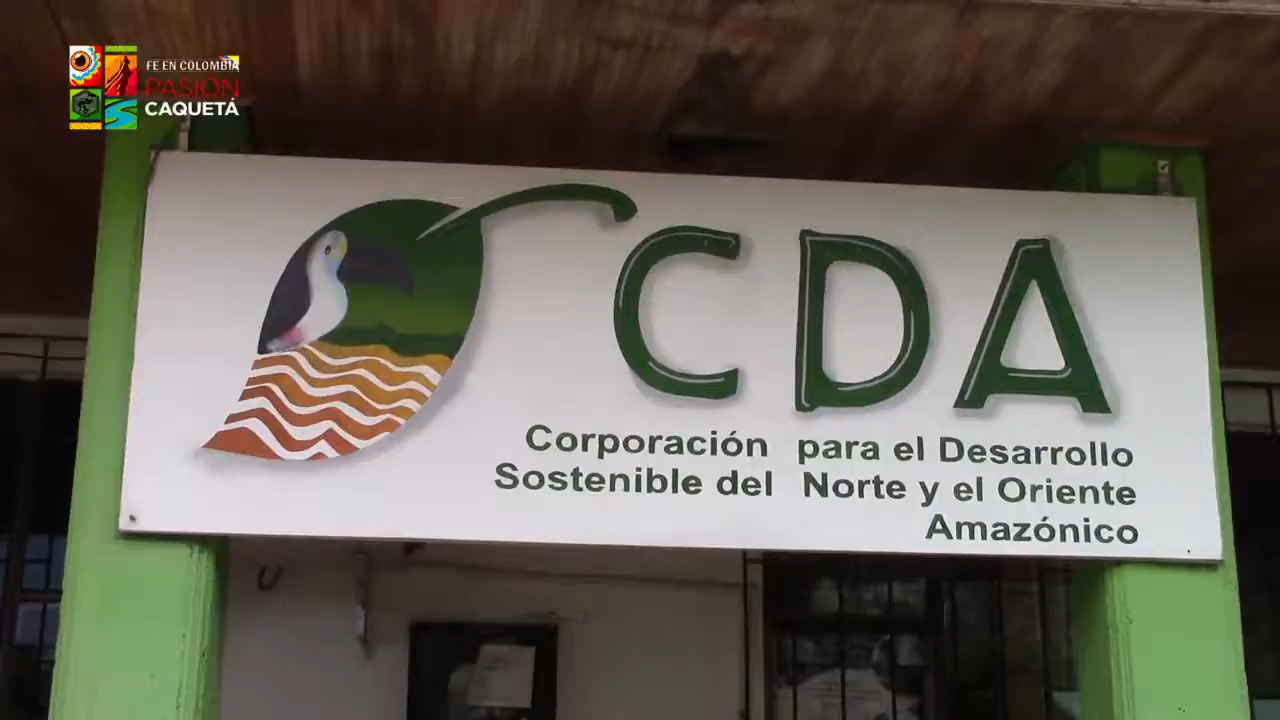 FE EN COLOMBIA
PASIÓN
CAQUETÁ
CDA
Corporación para el Desarrollo
Sostenible del Norte y el Oriente
Amazónico